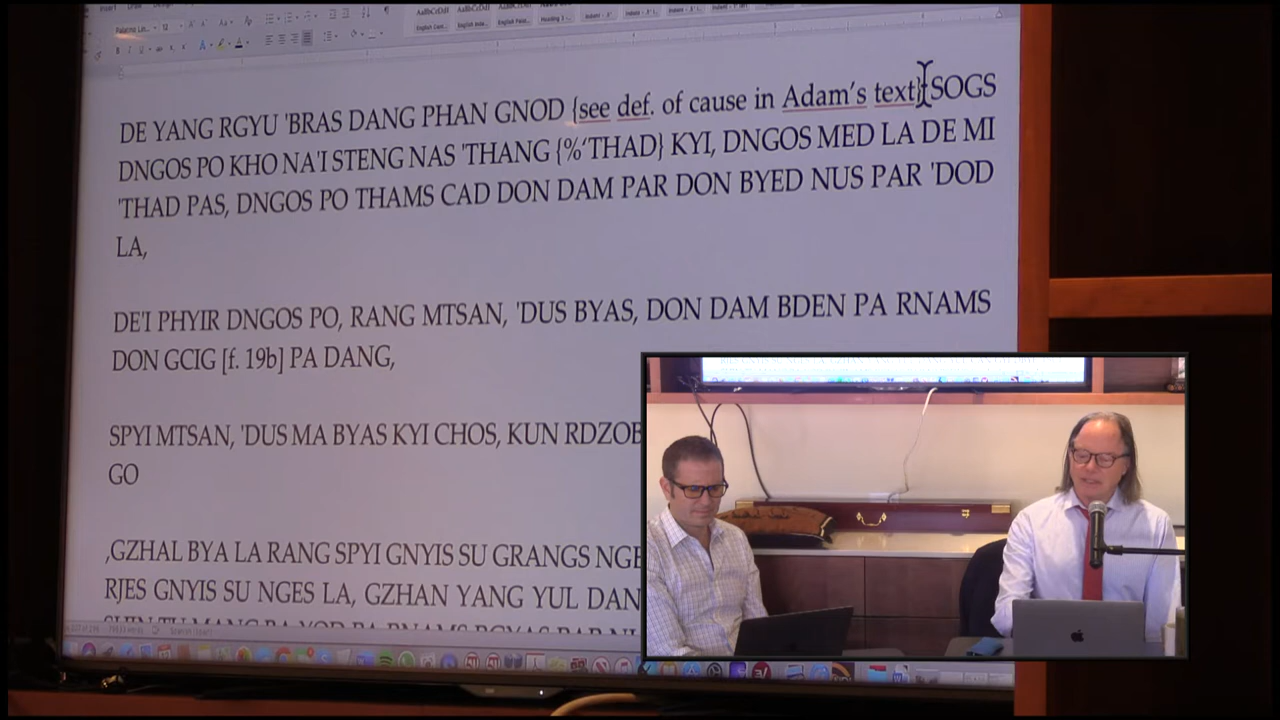 DE YANG RGYU 'BRAS DANG PHAN GNOD {see def. of cause in Adam's text} SOGS
DNGOS PO KHO NA'I STENG NAS 'THANG {%'THAD} KYI, DNGOS MED LA DE MI
'THAD PAS, DNGOS PO THAMS CAD DON DAM PAR DON BYED NUS PAR 'DOD
LA,
DE'I PHYIR DNGOS PO, RANG MTSAN, 'DUS BYAS, DON DAM BDEN PA RNAMS
DON GCIG [f. 19b] PA DANG,
SPYI MTSAN, 'DUS MA BYAS KYI CHOS, KUN RDZOB
GO
,GZHAL BYA LA RANG SPYI GNYIS SU GRANGS NGE
RJES GNYIS SU NGES LA, GZHAN YANG YUL DAN